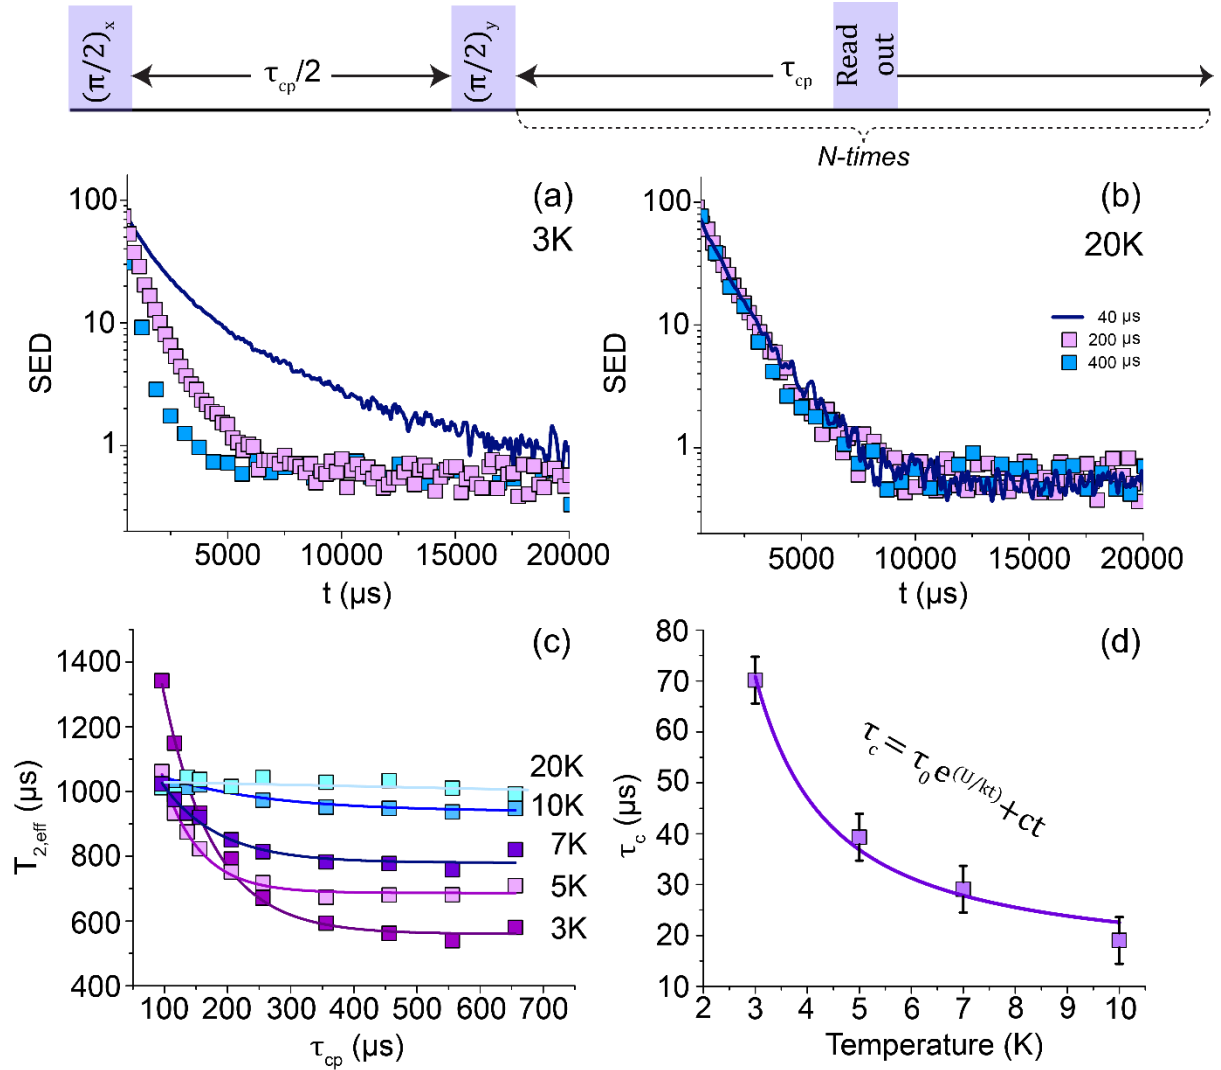 (π/2)x
τcp/2
(π/2)y
τcp
Read
out
N-times
(a)
3K
SED
100
10
1
5000 10000 15000 20000
t (μs)
(b)
20K
40 μs
200 μs
400 μs
SED
100
10
1
5000 10000 15000 20000
t (μs)
(c)
T2,eff (μs)
1400
1200
1000
800
600
400
20K
10K
7K
5K
3K
100 200 300 400 500 600 700
τcp (μs)
(d)
τc (μs)
80
70
60
50
40
30
20
10
τc = τ0 e(U/kt) + ct
2 3 4 5 6 7 8 9 10
Temperature (K)